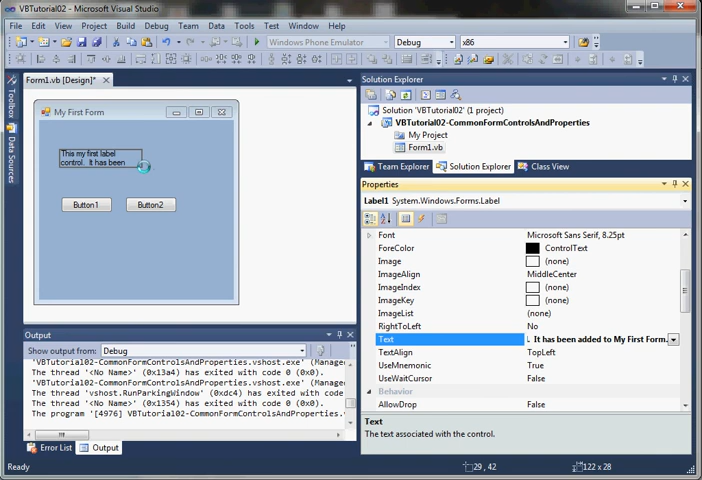 VBTutorial02 - Microsoft Visual Studio
File Edit View Project Build Debug Team Data Tools Test Window Help
Windows Phone Emulator Debug x86
Form1.vb [Design]*
Solution Explorer
Toolbox
Data Sources
My First Form
This my first label
control. It has been
Button1 Button2
Solution 'VBTutorial02' (1 project)
VBTutorial02-CommonFormControlsAndProperties
My Project
Form1.vb
Team Explorer Solution Explorer Class View
Properties
Label1 System.Windows.Forms.Label
Font Microsoft Sans Serif, 8.25pt
ForeColor ControlText
Image (none)
ImageAlign MiddleCenter
ImageIndex (none)
ImageKey (none)
ImageList (none)
RightToLeft No
Text . It has been added to My First Form.
TextAlign TopLeft
UseMnemonic True
UseWaitCursor False
Behavior
AllowDrop False
Text
The text associated with the control.
Output
Show output from: Debug
'VBTutorial02-CommonFormControlsAndProperties.vshost.exe' (Manage
The thread '<No Name>' (0x13a4) has exited with code 0 (0x0).
'VBTutorial02-CommonFormControlsAndProperties.vshost.exe' (Manage
The thread 'vshost.RunParkingWindow' (0xdc4) has exited with code
The thread '<No Name>' (0x1354) has exited with code 0 (0x0).
The program '[4976] VBTutorial02-CommonFormControlsAndProperties.
Error List Output
Ready 29 , 42 122 x 28